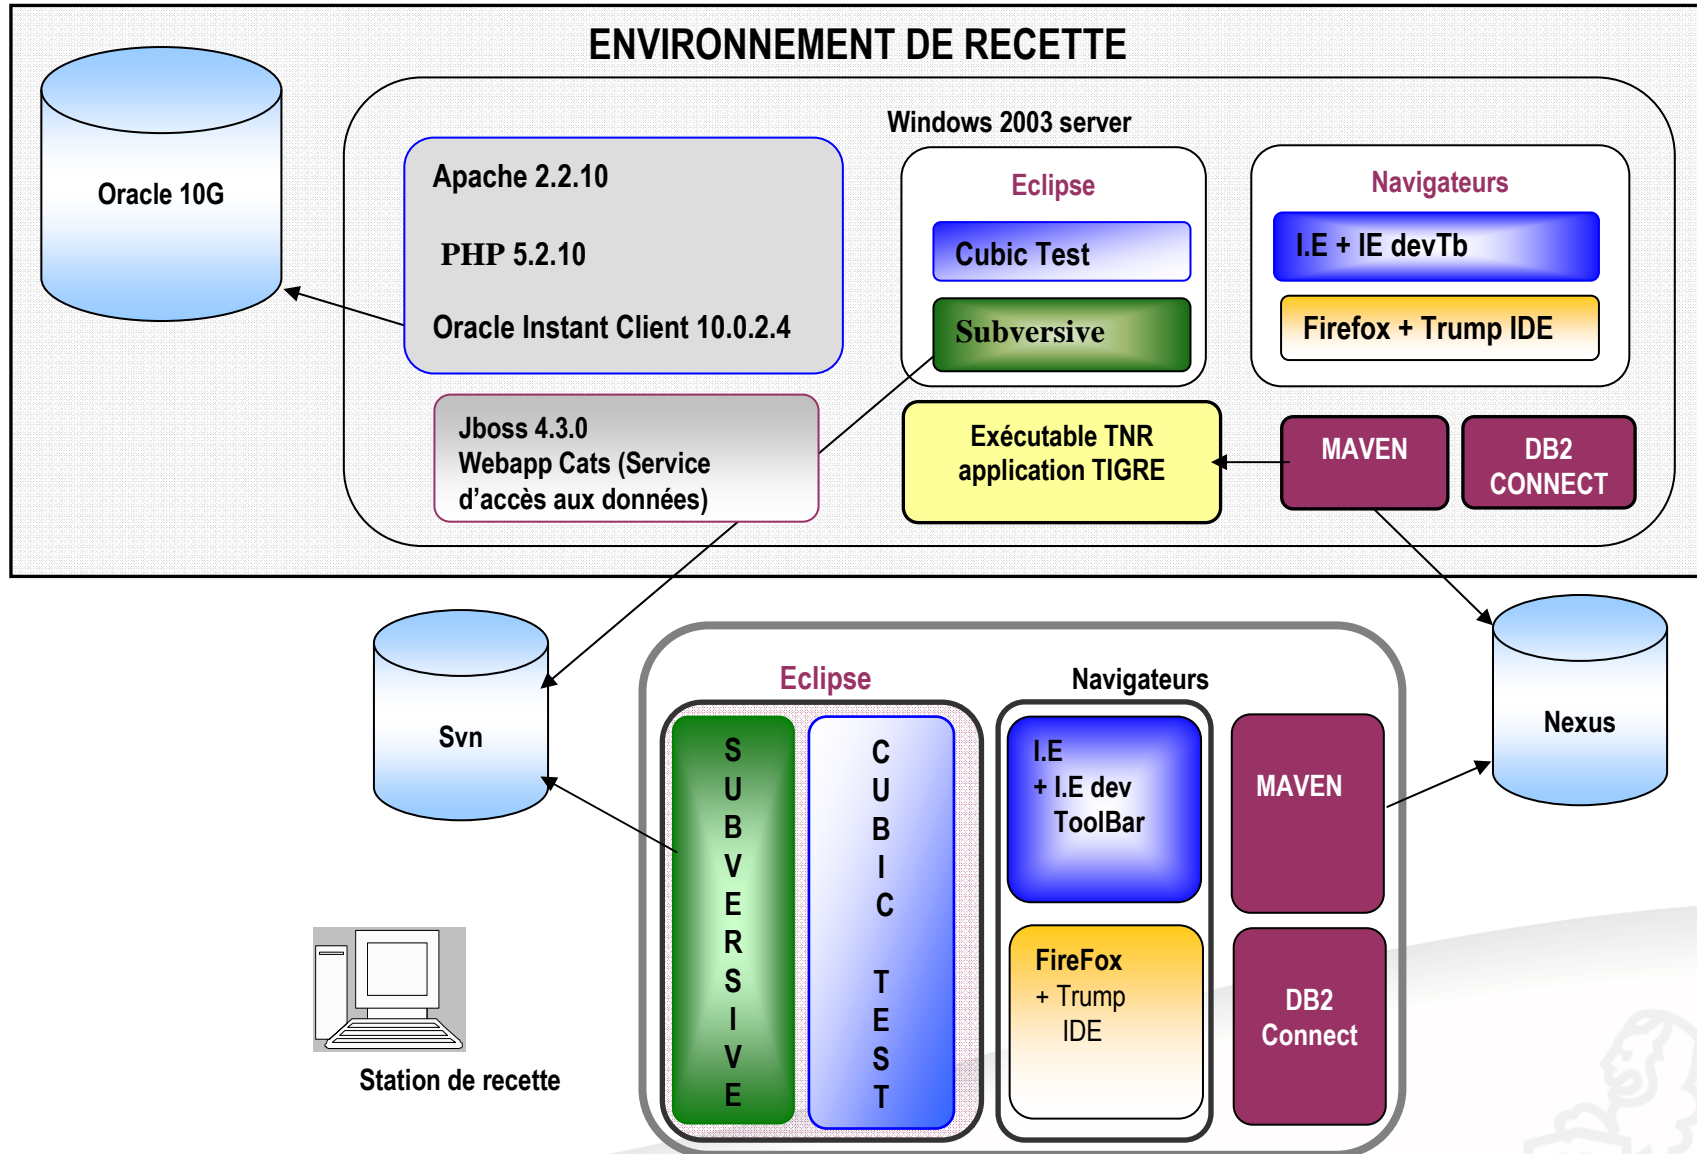 ENVIRONNEMENT DE RECETTE
Windows 2003 server
Oracle 10G
Apache 2.2.10
PHP 5.2.10
Oracle Instant Client 10.0.2.4
Eclipse
Cubic Test
Subversive
Navigateurs
I.E + IE devTb
Firefox + Trump IDE
Jboss 4.3.0
Webapp Cats (Service
d'accès aux données)
Exécutable TNR
application TIGRE
MAVEN
DB2
CONNECT
Svn
Eclipse
SUBVERSIVE
CUBIC TEST
Navigateurs
I.E
+ I.E dev
ToolBar
FireFox
+ Trump
IDE
MAVEN
DB2
Connect
Nexus
Station de recette